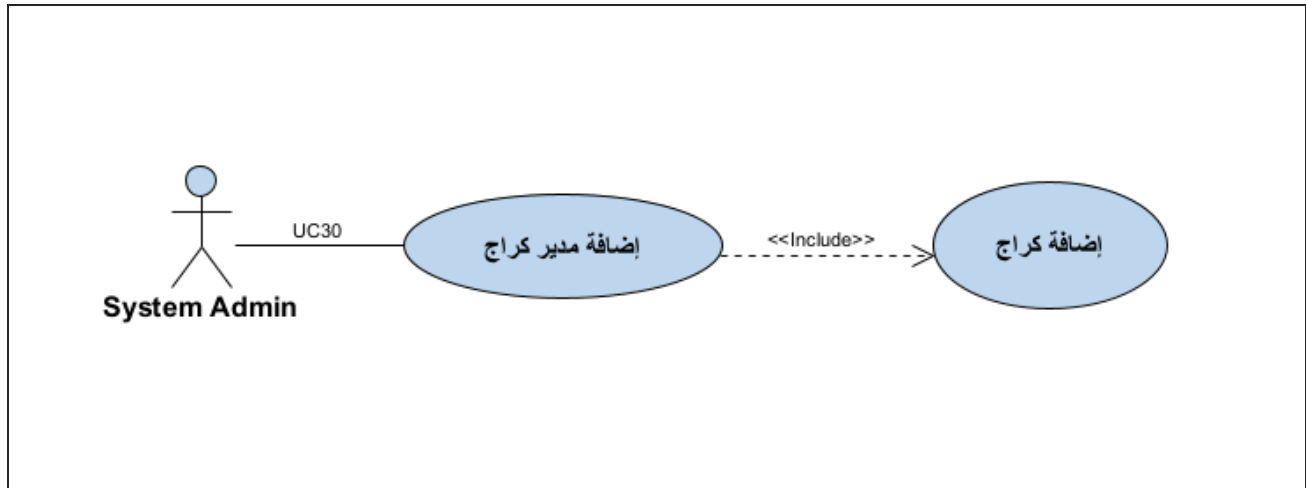 UC30
إضافة مدير كراج
<<Include>>
إضافة كراج
System Admin